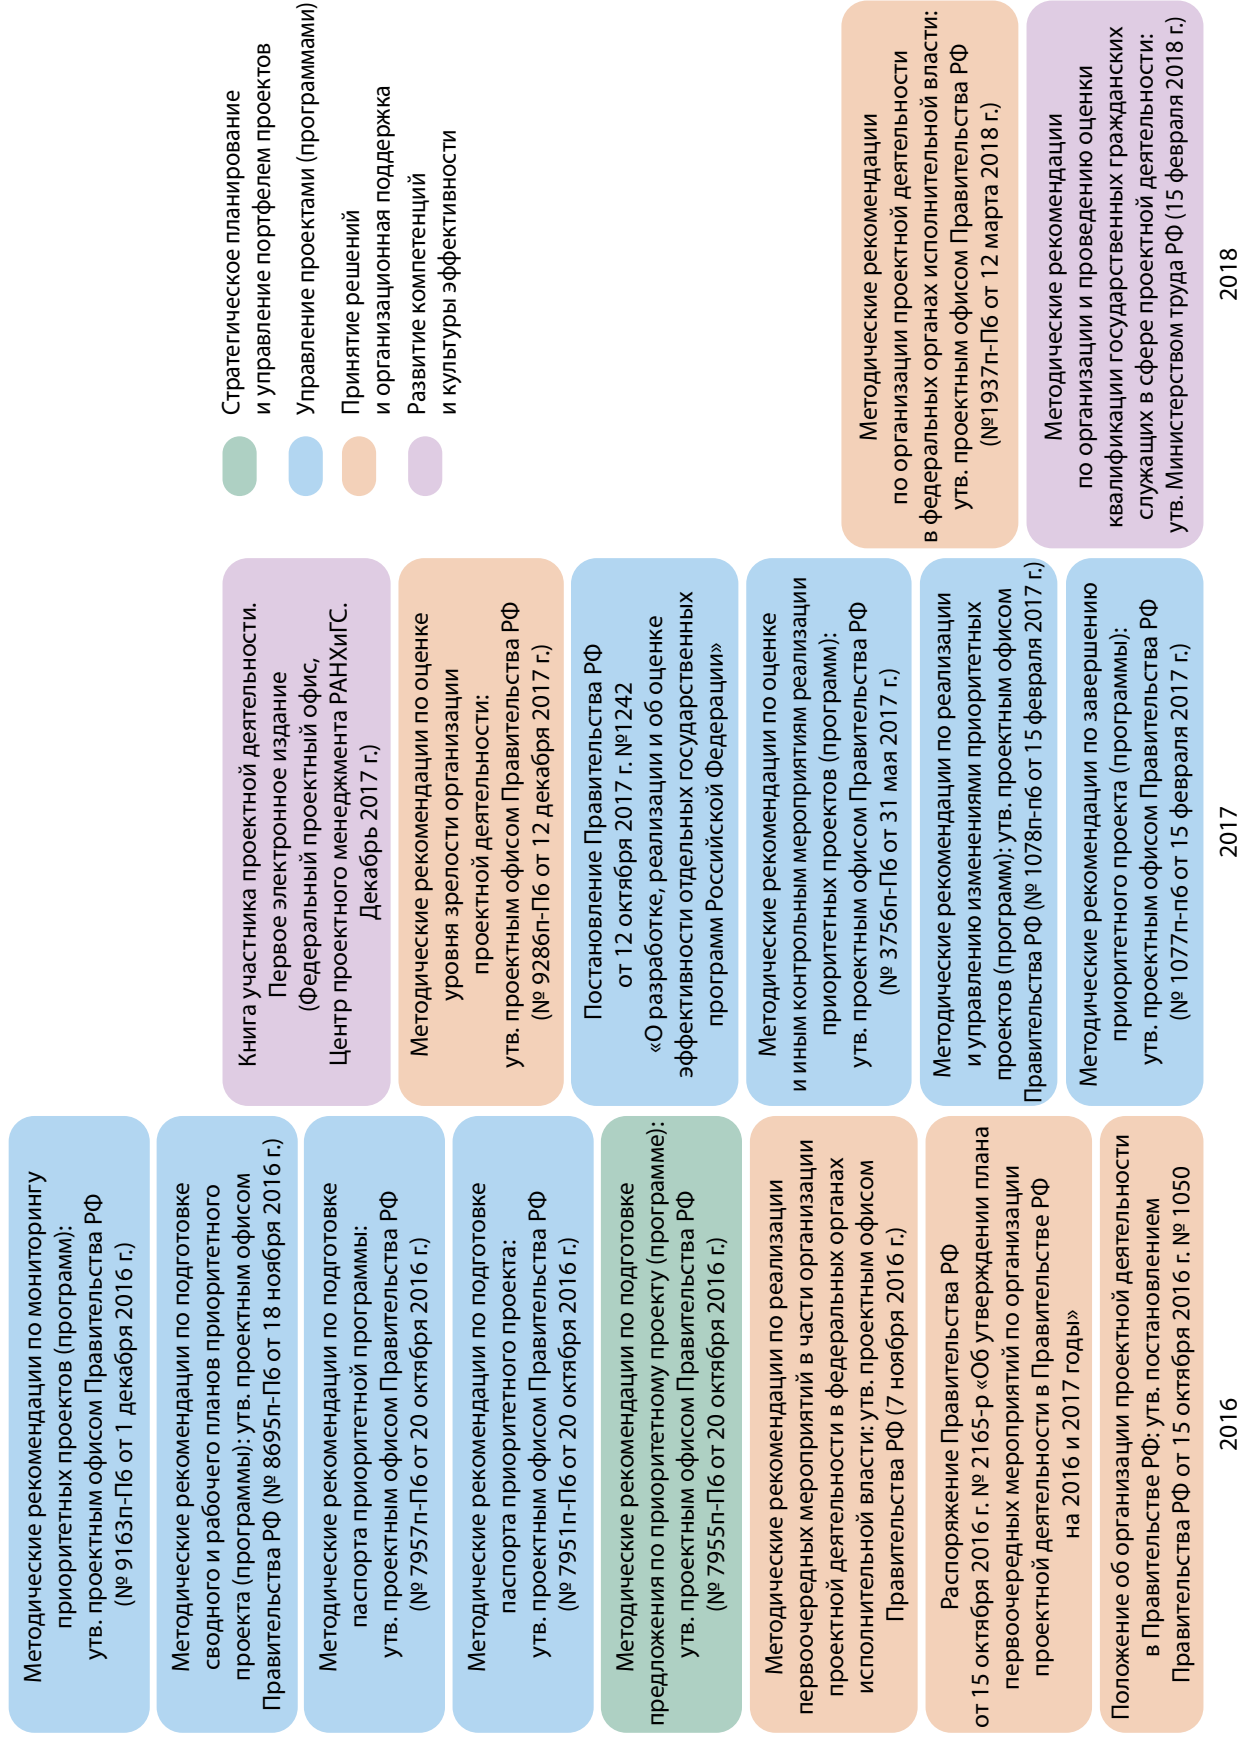 Методические рекомендации по мониторингу
приоритетных проектов (программ):
утв. проектным офисом Правительства РФ
(№ 9163п-П6 от 1 декабря 2016 г.)
Методические рекомендации по подготовке
сводного и рабочего планов приоритетного
проекта (программы): утв. проектным офисом
Правительства РФ (№ 8695п-П6 от 18 ноября 2016 г.)
Методические рекомендации по подготовке
паспорта приоритетной программы:
утв. проектным офисом Правительства РФ
(№ 7957п-П6 от 20 октября 2016 г.)
Методические рекомендации по подготовке
паспорта приоритетного проекта:
утв. проектным офисом Правительства РФ
(№ 7951п-П6 от 20 октября 2016 г.)
Методические рекомендации по подготовке
предложения по приоритетному проекту (программе):
утв. проектным офисом Правительства РФ
(№ 7955п-П6 от 20 октября 2016 г.)
Методические рекомендации по реализации
первоочередных мероприятий в части организации
проектной деятельности в федеральных органах
исполнительной власти: утв. проектным офисом
Правительства РФ (7 ноября 2016 г.)
Распоряжение Правительства РФ
от 15 октября 2016 г. № 2165-р «Об утверждении плана
первоочередных мероприятий по организации
проектной деятельности в Правительстве РФ
на 2016 и 2017 годы»
Положение об организации проектной деятельности
в Правительстве РФ: утв. постановлением
Правительства РФ от 15 октября 2016 г. № 1050
2016
Книга участника проектной деятельности.
Первое электронное издание
(Федеральный проектный офис,
Центр проектного менеджмента РАНХиГС.
Декабрь 2017 г.)
Методические рекомендации по оценке
уровня зрелости организации
проектной деятельности:
утв. проектным офисом Правительства РФ
(№ 9286п-П6 от 12 декабря 2017 г.)
Постановление Правительства РФ
от 12 октября 2017 г. №1242
«О разработке, реализации и об оценке
эффективности отдельных государственных
программ Российской Федерации»
Методические рекомендации по оценке
и иным контрольным мероприятиям реализации
приоритетных проектов (программ):
утв. проектным офисом Правительства РФ
(№ 3756п-П6 от 31 мая 2017 г.)
Методические рекомендации по реализации
и управлению изменениями приоритетных
проектов (программ): утв. проектным офисом
Правительства РФ (№ 1078п-п6 от 15 февраля 2017 г.)
Методические рекомендации по завершению
приоритетного проекта (программы):
утв. проектным офисом Правительства РФ
(№ 1077п-п6 от 15 февраля 2017 г.)
2017
Стратегическое планирование
и управление портфелем проектов
Управление проектами (программами)
Принятие решений
и организационная поддержка
Развитие компетенций
и культуры эффективности
Методические рекомендации
по организации проектной деятельности
в федеральных органах исполнительной власти:
утв. проектным офисом Правительства РФ
(№1937п-П6 от 12 марта 2018 г.)
Методические рекомендации
по организации и проведению оценки
квалификации государственных гражданских
служащих в сфере проектной деятельности:
утв. Министерством труда РФ (15 февраля 2018 г.)
2018